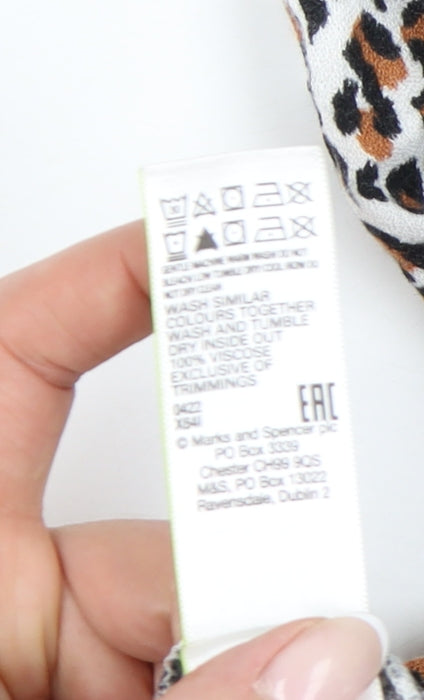 GENTLE MACHINE WARM WASH DO NOT
BLEACH LOW TUMBLE DRY COOL IRON DO
NOT DRY CLEAN
WASH SIMILAR
COLOURS TOGETHER
WASH AND TUMBLE
DRY INSIDE OUT
100% VISCOSE
EXCLUSIVE OF
TRIMMINGS
0422
EAC
© Marks and Spencer plc
PO Box 3339
Chester CH99 9QS
M&S, PO Box 13022
Ravensdale, Dublin 2